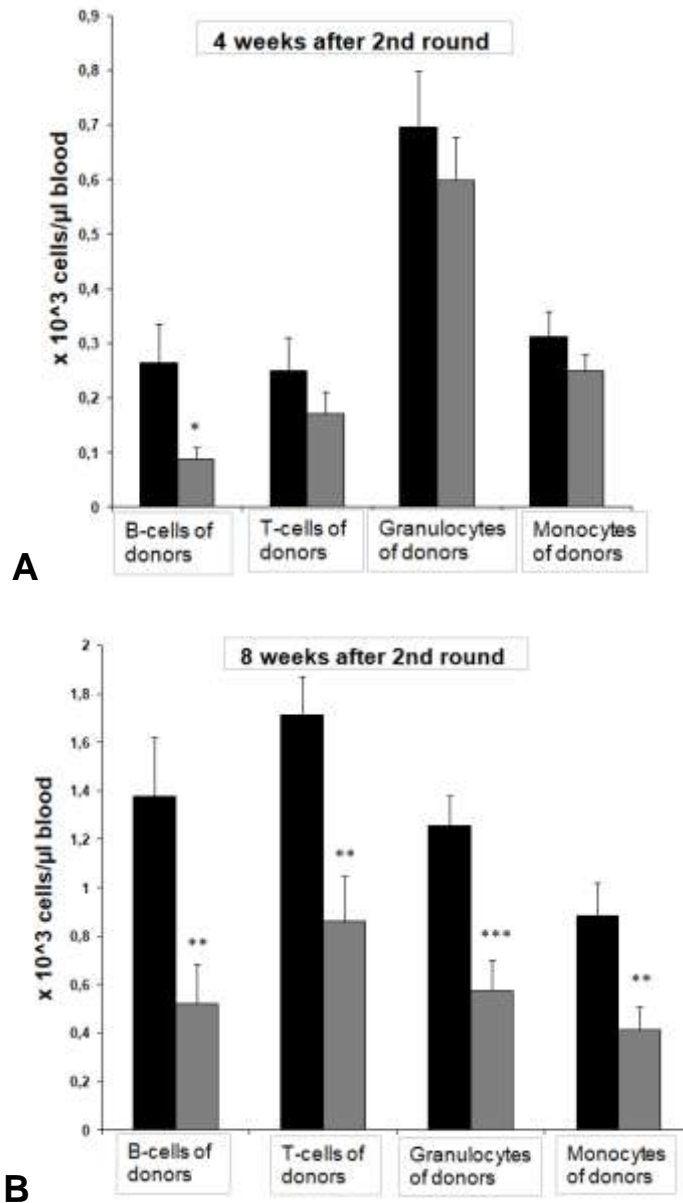 0,9
4 weeks after 2nd round
0,8
0,7
0,6
0,5
0,4
0,3
0,2
0,1
0
x 10^3 cells/µl blood
*
B-cells of
donors
T-cells of
donors
Granulocytes
of donors
Monocytes
of donors
A
2
8 weeks after 2nd round
1,8
1,6
1,4
1,2
1
0,8
0,6
0,4
0,2
0
x 10^3 cells/µl blood
**
**
***
**
B-cells of
donors
T-cells of
donors
Granulocytes
of donors
Monocytes
of donors
B